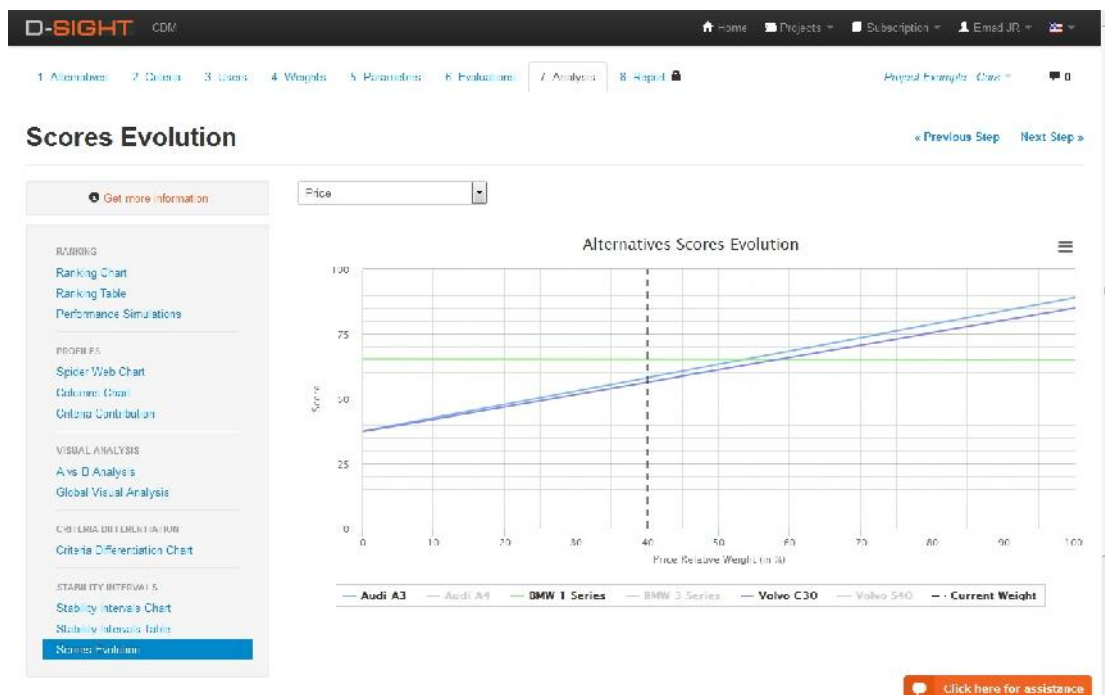 D-SIGHT CDM Home Projects Subscription Emad JR
1 Alternatives 2 Criteria 3 Users 4 Weights 5 Parameters 6 Evaluations 7 Analysis 8 Report Project Example Cars 0
Scores Evolution « Previous Step Next Step »
Get more information
Price
RANKING
Ranking Chart
Ranking Table
Performance Simulations
PROFILES
Spider Web Chart
Columns Chart
Criteria Contribution
VISUAL ANALYSIS
A vs B Analysis
Global Visual Analysis
CRITERIA DIFFERENTIATION
Criteria Differentiation Chart
STABILITY INTERVALS
Stability Intervals Chart
Stability Intervals Table
Scores Evolution
Alternatives Scores Evolution
100
75
50
25
0
Score
0 10 20 30 40 50 60 70 80 90 100
Price Relative Weight (in %)
Audi A3 Audi A4 BMW 1 Series BMW 3 Series Volvo C30 Volvo S40 Current Weight
Click here for assistance